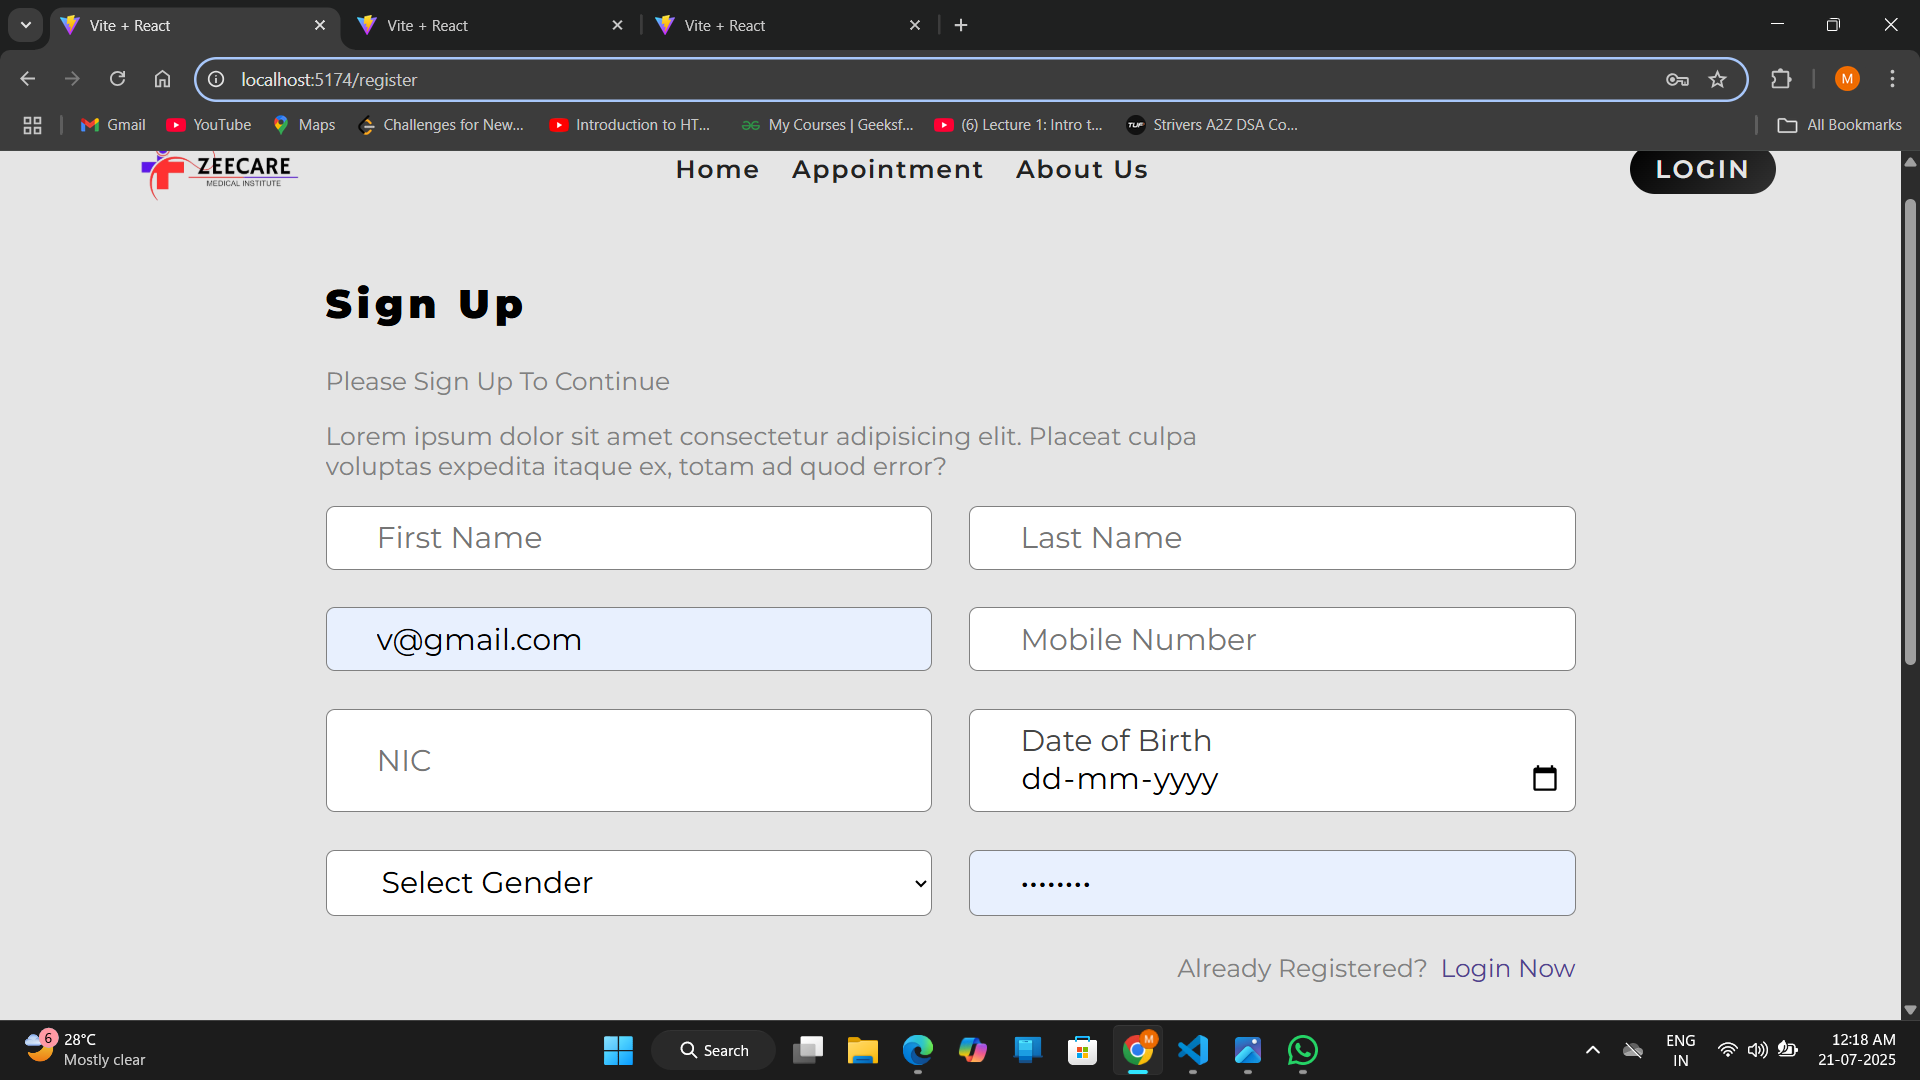 Vite + React
Vite + React
Vite + React
localhost:5174/register
M
Gmail
YouTube
Maps
Challenges for New...
Introduction to HT...
My Courses | Geeksf...
(6) Lecture 1: Intro t...
TUF
Strivers A2Z DSA Co...
All Bookmarks
ZEECARE
MEDICAL INSTITUTE
Home
Appointment
About Us
LOGIN
Sign Up
Please Sign Up To Continue
Lorem ipsum dolor sit amet consectetur adipisicing elit. Placeat culpa
voluptas expedita itaque ex, totam ad quod error?
First Name
Last Name
v@gmail.com
Mobile Number
NIC
Date of Birth
dd-mm-yyyy
Select Gender
••••••••
Already Registered? Login Now
6
28°C
Mostly clear
Search
M
ENG
IN
12:18 AM
21-07-2025